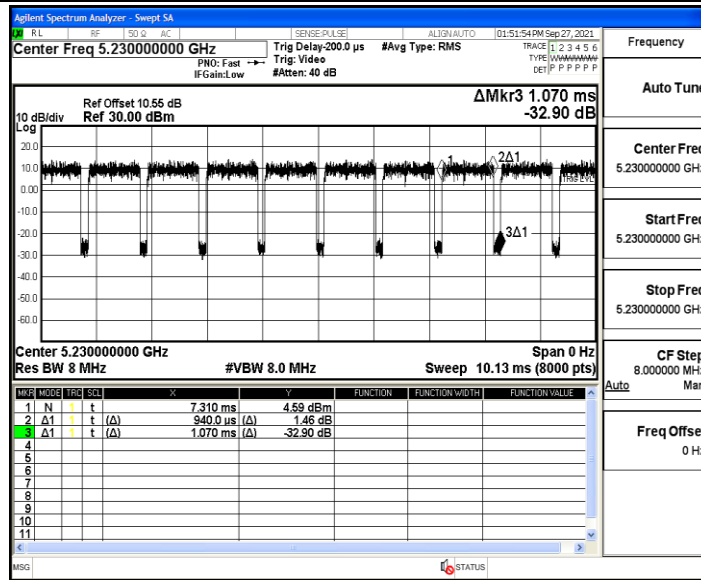 Agilent Spectrum Analyzer - Swept SA
RL RF 50 Ω AC SENSE:PULSE ALIGNAUTO 01:51:54PM Sep 27, 2021
Center Freq 5.230000000 GHz
PNO: Fast
IFGain:Low
Trig Delay-200.0 µs
Trig: Video
#Atten: 40 dB
#Avg Type: RMS
TRACE 1 2 3 4 5 6
TYPE
DET P P P P P P
Frequency
Auto Tune
Center Freq
5.230000000 GHz
Start Freq
5.230000000 GHz
Stop Freq
5.230000000 GHz
CF Step
8.000000 MHz
Auto Man
Freq Offset
0 Hz
ΔMkr3 1.070 ms
-32.90 dB
Ref Offset 10.55 dB
10 dB/div Ref 30.00 dBm
Log
20.0
10.0
0.00
-10.0
-20.0
-30.0
-40.0
-50.0
-60.0
1
2Δ1
TRIG LVL
3Δ1
Center 5.230000000 GHz Span 0 Hz
Res BW 8 MHz #VBW 8.0 MHz Sweep 10.13 ms (8000 pts)
MKR MODE TRC SCL X Y FUNCTION FUNCTION WIDTH FUNCTION VALUE
1 N 1 t 7.310 ms 4.59 dBm
2 Δ1 1 t (Δ) 940.0 µs (Δ) 1.46 dB
3 Δ1 1 t (Δ) 1.070 ms (Δ) -32.90 dB
4
5
6
7
8
9
10
11
MSG STATUS